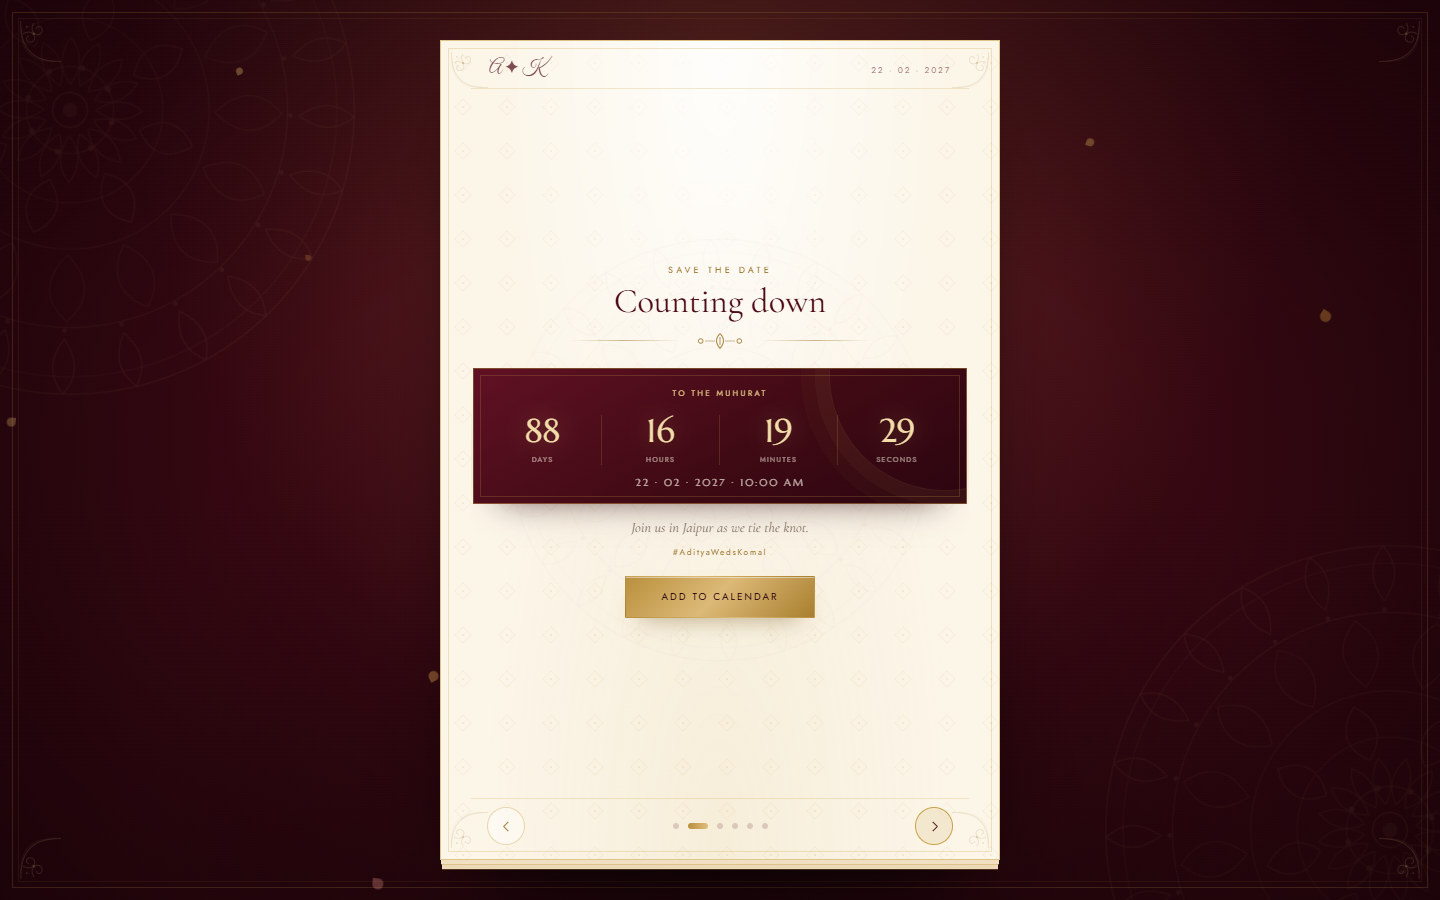 A✦K
22 · 02 · 2027
SAVE THE DATE
Counting down
TO THE MUHURAT
88 16 19 29
DAYS HOURS MINUTES SECONDS
22 · 02 · 2027 · 10:00 AM
Join us in Jaipur as we tie the knot.
#AdityaWedsKomal
ADD TO CALENDAR